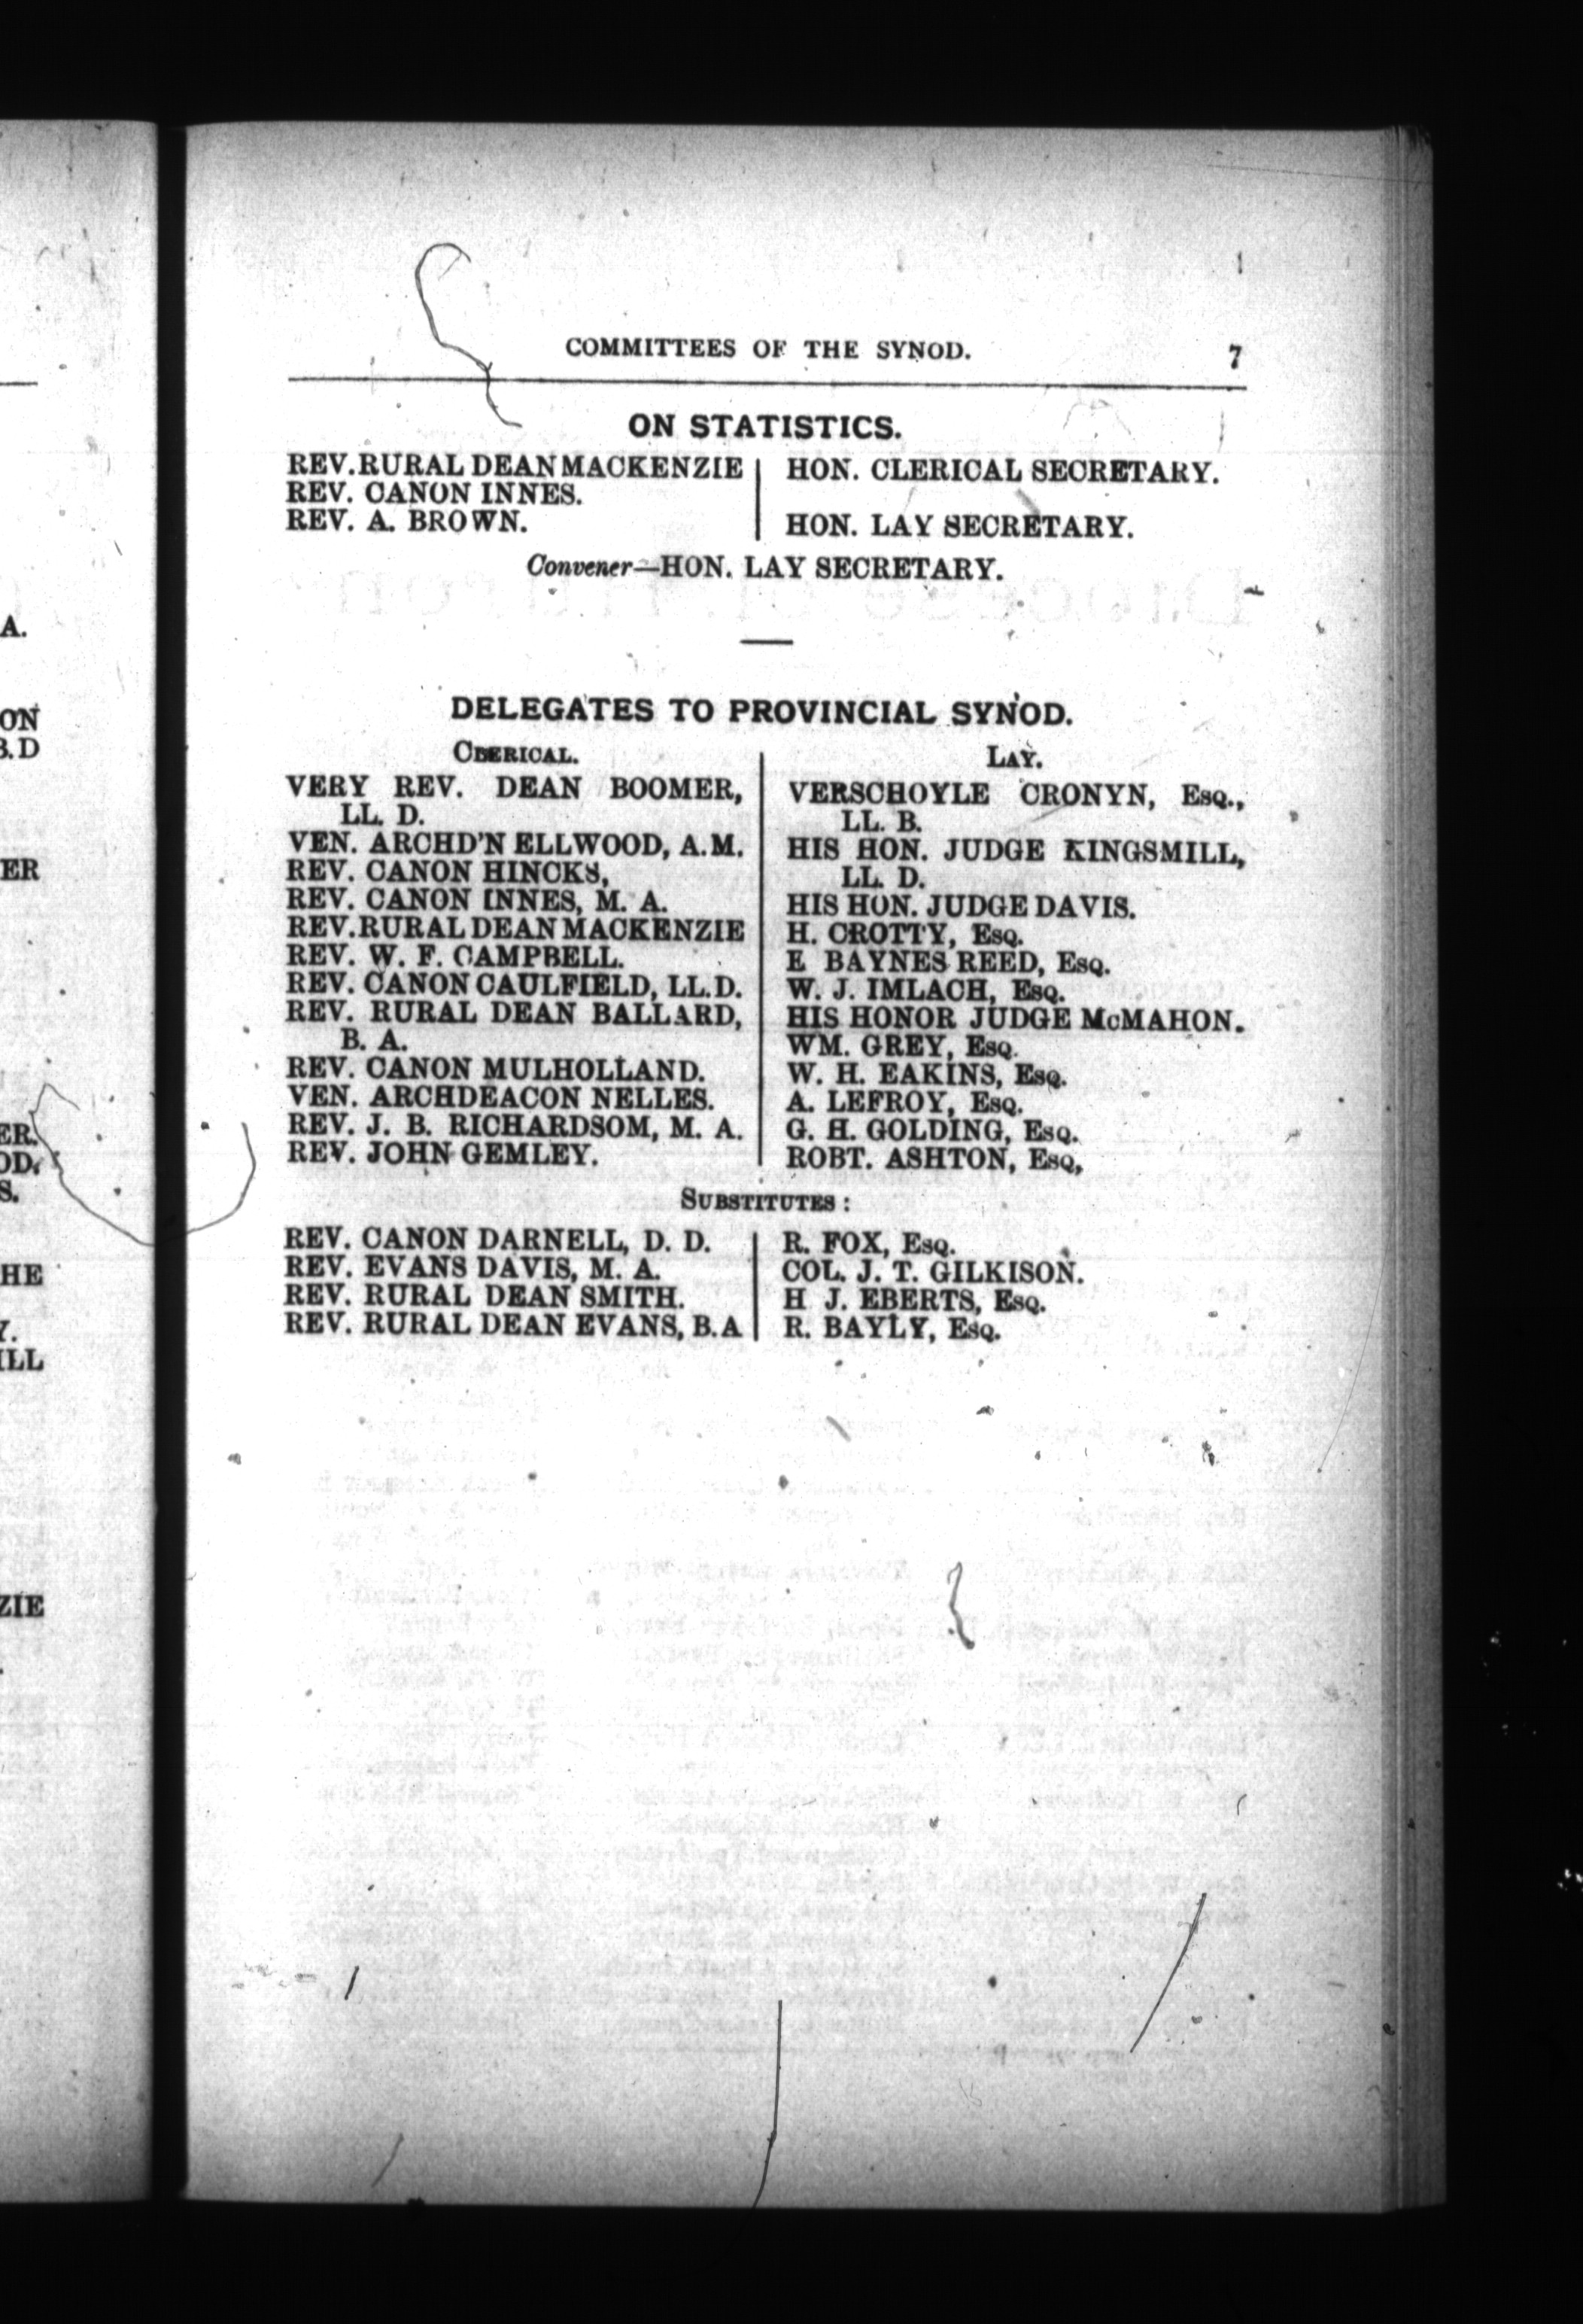 COMMITTEES OF THE SYNOD. 7
ON STATISTICS.
REV. RURAL DEAN MACKENZIE
REV. CANON INNES.
REV. A. BROWN.
HON. CLERICAL SECRETARY.
HON. LAY SECRETARY.
Convener—HON. LAY SECRETARY.
DELEGATES TO PROVINCIAL SYNOD.
CLERICAL.
VERY REV. DEAN BOOMER,
LL. D.
VEN. ARCHD'N ELLWOOD, A.M.
REV. CANON HINCKS,
REV. CANON INNES, M. A.
REV. RURAL DEAN MACKENZIE
REV. W. F. CAMPBELL.
REV. CANON CAULFIELD, LL.D.
REV. RURAL DEAN BALLARD,
B. A.
REV. CANON MULHOLLAND.
VEN. ARCHDEACON NELLES.
REV. J. B. RICHARDSOM, M. A.
REV. JOHN GEMLEY.
LAY.
VERSCHOYLE CRONYN, ESQ.,
LL. B.
HIS HON. JUDGE KINGSMILL,
LL. D.
HIS HON. JUDGE DAVIS.
H. CROTTY, ESQ.
E BAYNES REED, ESQ.
W. J. IMLACH, ESQ.
HIS HONOR JUDGE McMAHON.
WM. GREY, ESQ.
W. H. EAKINS, ESQ.
A. LEFROY, ESQ.
G. H. GOLDING, ESQ.
ROBT. ASHTON, ESQ,
SUBSTITUTES :
REV. CANON DARNELL, D. D.
REV. EVANS DAVIS, M. A.
REV. RURAL DEAN SMITH.
REV. RURAL DEAN EVANS, B.A
R. FOX, ESQ.
COL. J. T. GILKISON.
H J. EBERTS, ESQ.
R. BAYLY, ESQ.